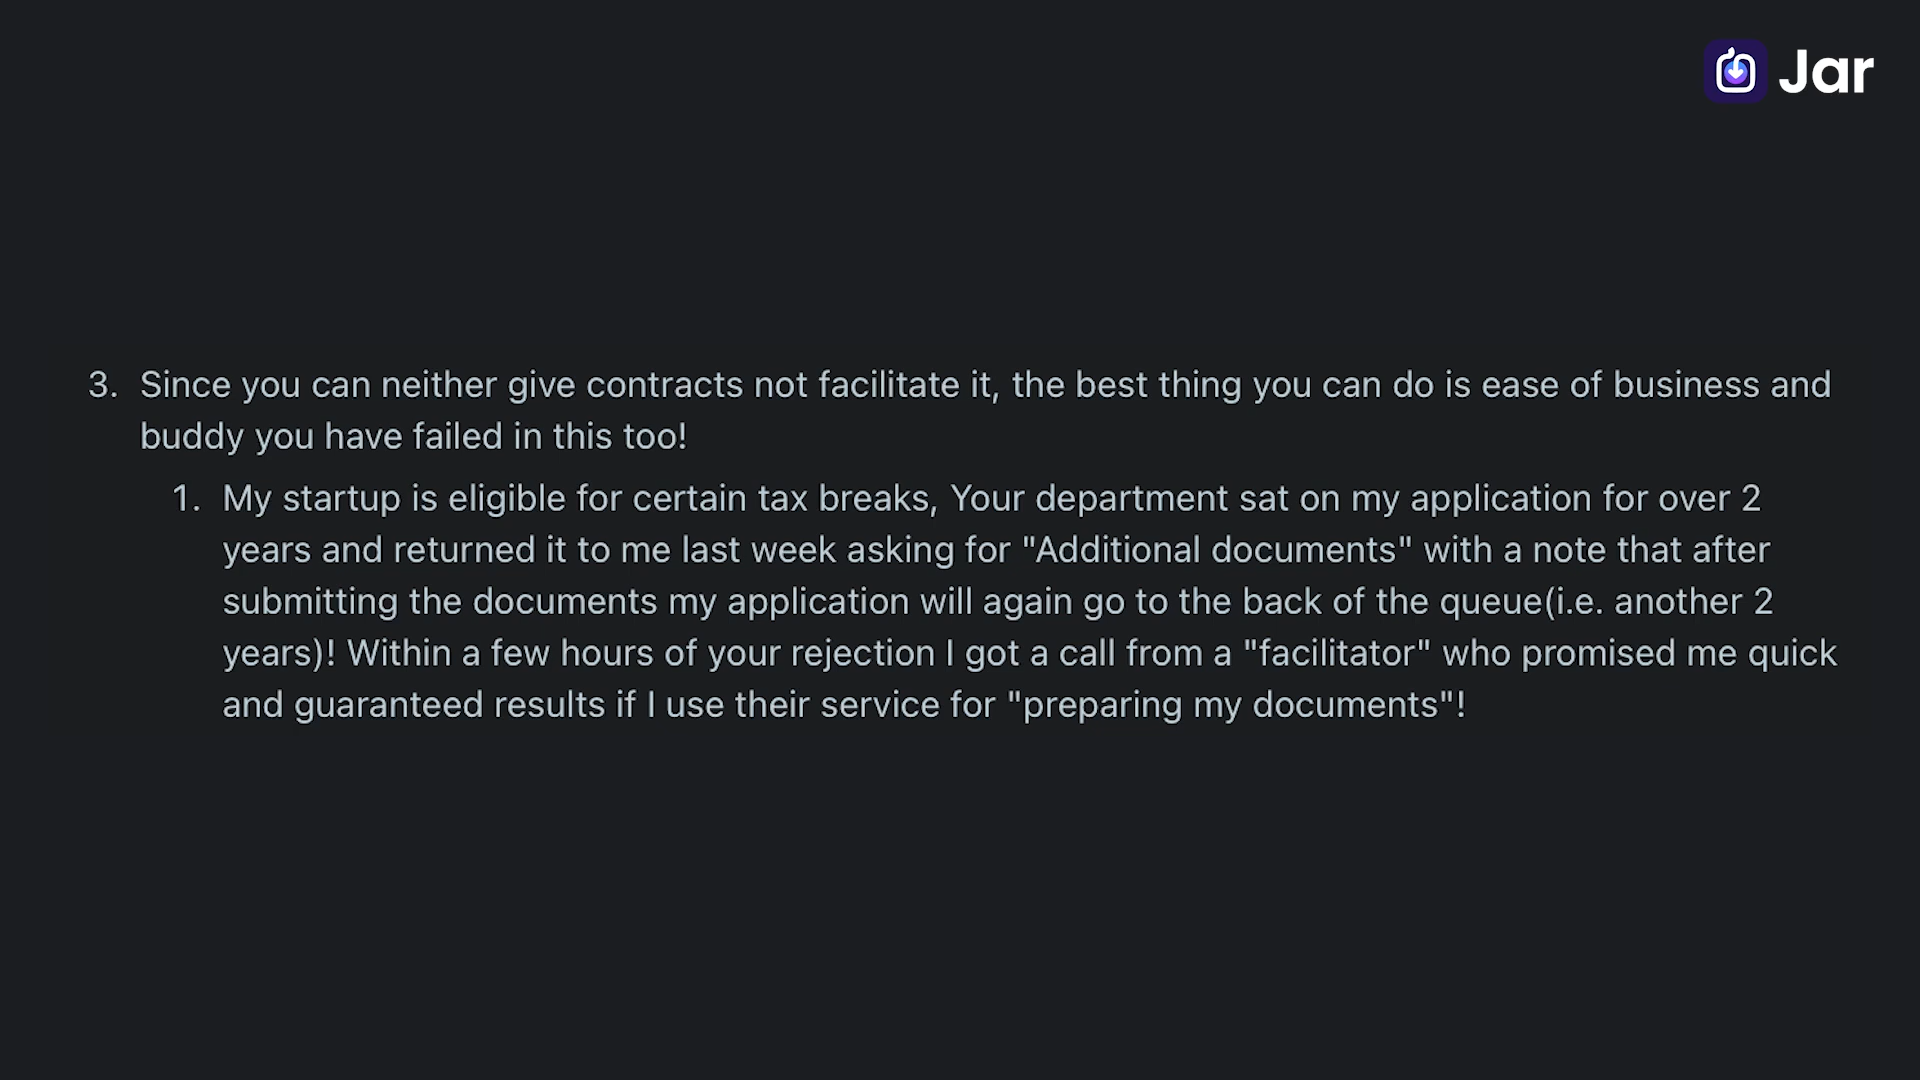 Jar
3. Since you can neither give contracts not facilitate it, the best thing you can do is ease of business and
buddy you have failed in this too!
1. My startup is eligible for certain tax breaks, Your department sat on my application for over 2
years and returned it to me last week asking for "Additional documents" with a note that after
submitting the documents my application will again go to the back of the queue(i.e. another 2
years)! Within a few hours of your rejection I got a call from a "facilitator" who promised me quick
and guaranteed results if I use their service for "preparing my documents"!